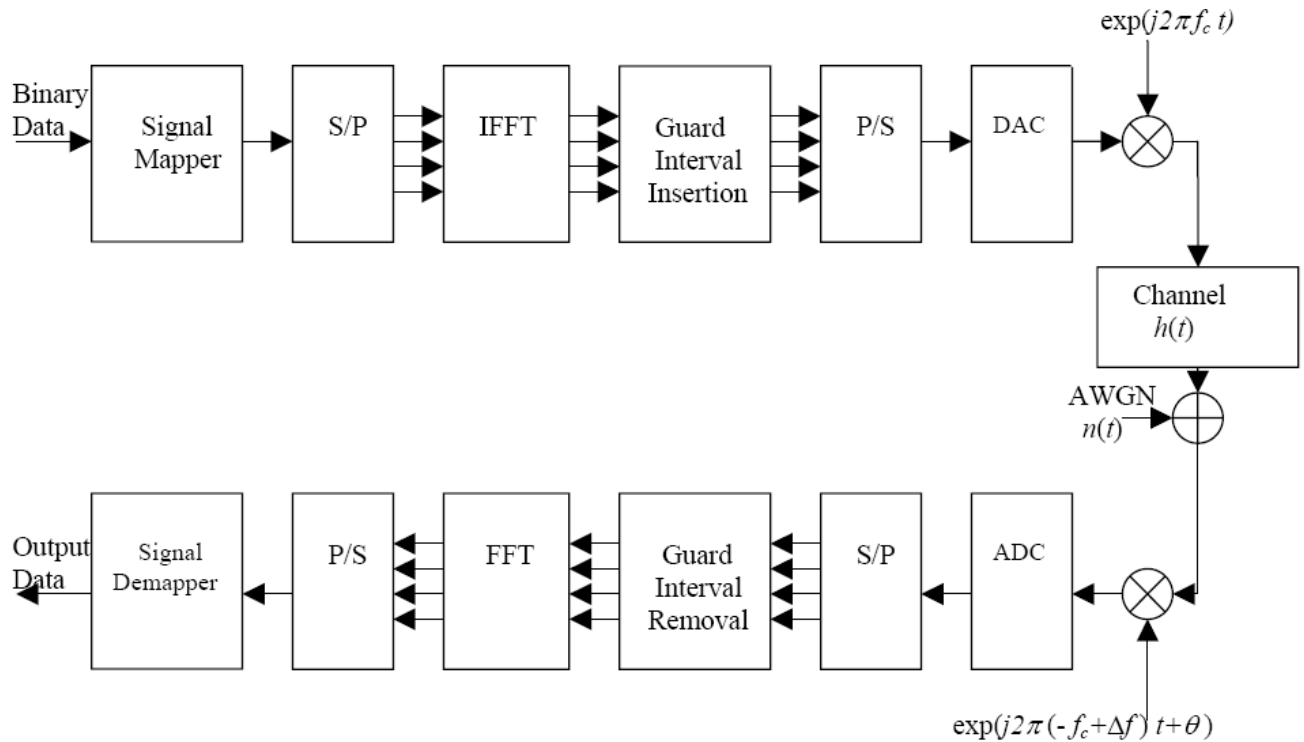 exp(j2πf_c t)
Binary
Data
Signal
Mapper
S/P
IFFT
Guard
Interval
Insertion
P/S
DAC
Channel
h(t)
AWGN
n(t)
Output
Data
Signal
Demapper
P/S
FFT
Guard
Interval
Removal
S/P
ADC
exp(j2π(-f_c+Δf) t+θ)